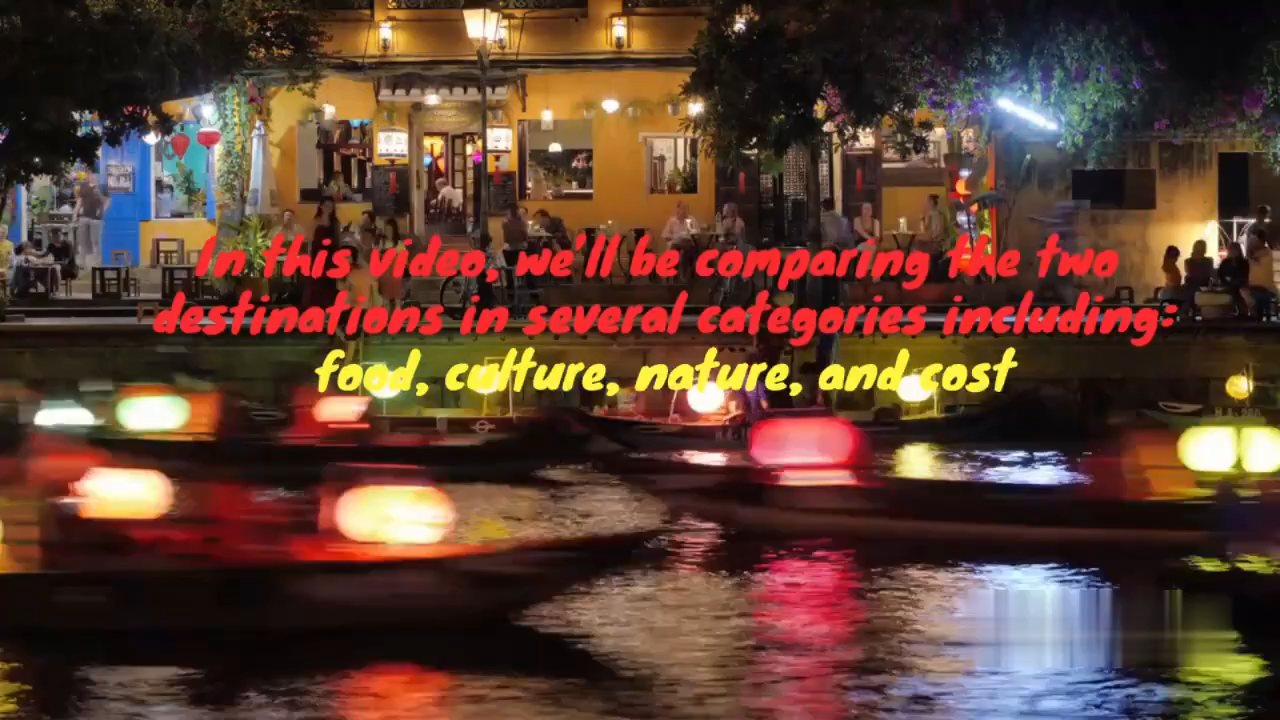 In this video, we'll be comparing the two
destinations in several categories including:
food, culture, nature, and cost